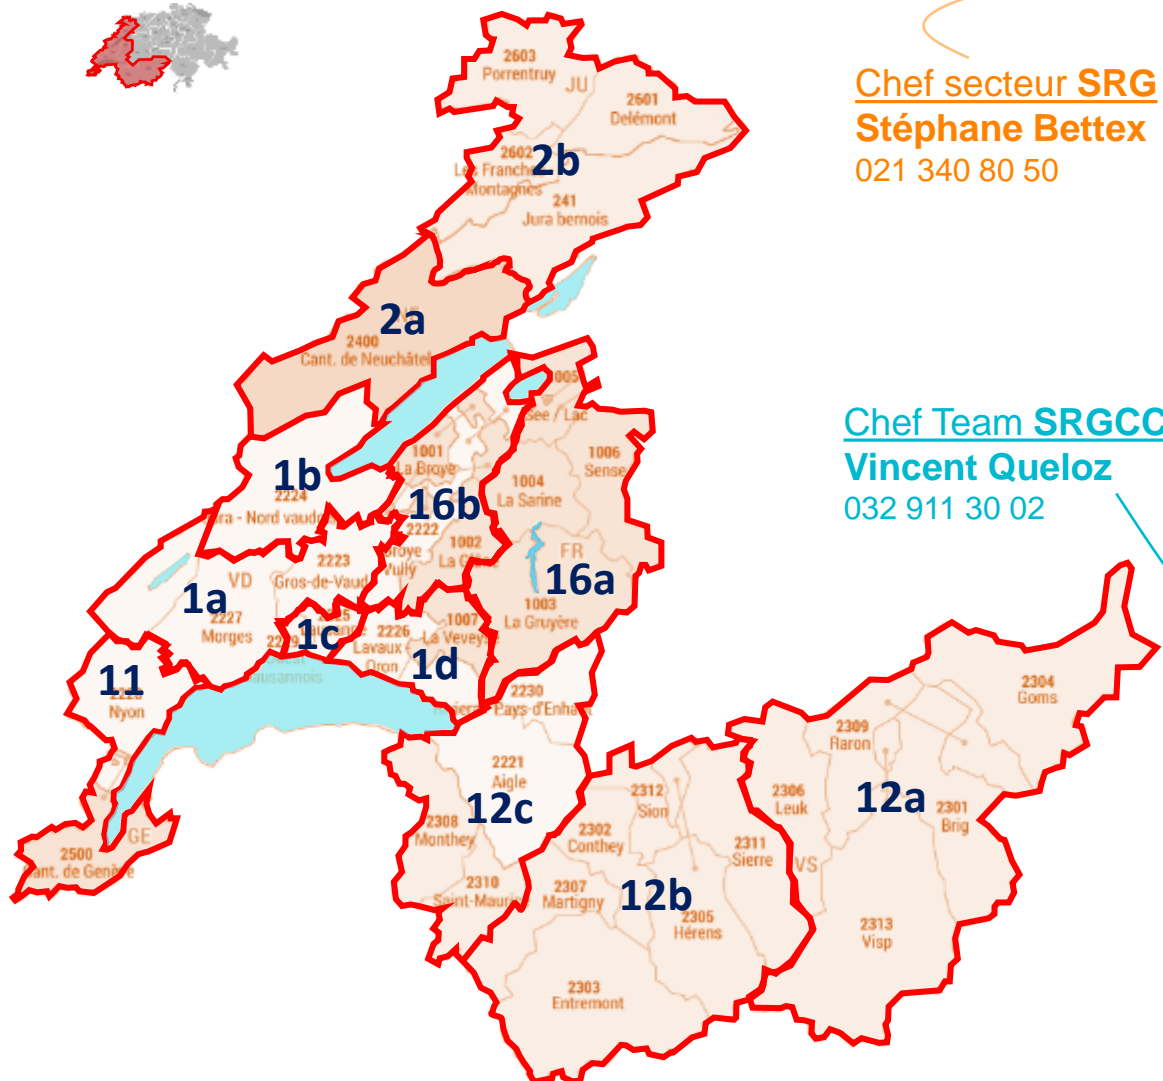 Chef secteur SRG
Stéphane Bettex
021 340 80 50
Chef Team SRGCC
Vincent Queloz
032 911 30 02
2603
Porrentruy
JU
2601
Delémont
2602
Les Franches
Montagnes
2b
241
Jura bernois
2a
2400
Cant. de Neuchâtel
See / Lac
1001
La Broye
1006
Sense
1004
La Sarine
1b
2224
Nord vaudois
16b
2222
Broye
Vully
1002
FR
16a
1003
La Gruyère
2223
Gros-de-Vaud
VD
1a
2227
Morges
1c
2226
Lavaux
Oron
1007
La Veveyse
1d
Lausannois
11
Nyon
2230
Pays-d'Enhaut
2221
Aigle
12c
2308
Monthey
2310
Saint-Maurice
GE
2500
Cant. de Genève
2312
Sion
2302
Conthey
2311
Sierre
2307
Martigny
12b
2305
Hérens
2303
Entremont
2304
Goms
2309
Raron
2306
Leuk
12a
2301
Brig
VS
2313
Visp